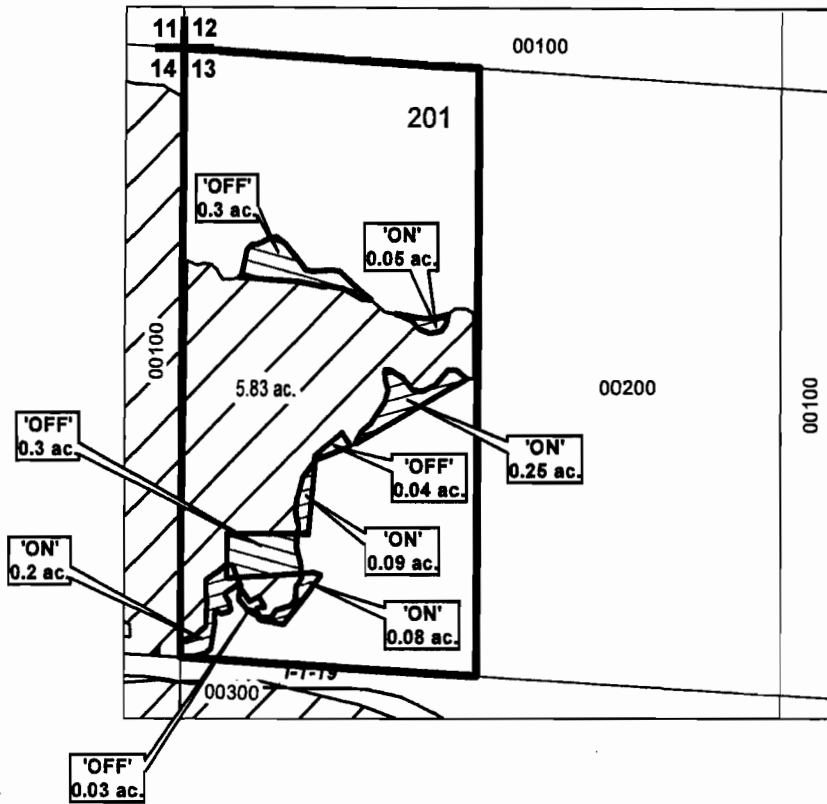 11 12
14 13
00100
201
'OFF'
0.3 ac.
'ON'
0.05 ac.
00100
5.83 ac.
00200
00100
'OFF'
0.3 ac.
'ON'
0.25 ac.
'OFF'
0.04 ac.
'ON'
0.09 ac.
'ON'
0.2 ac.
'ON'
0.08 ac.
00300
'OFF'
0.03 ac.